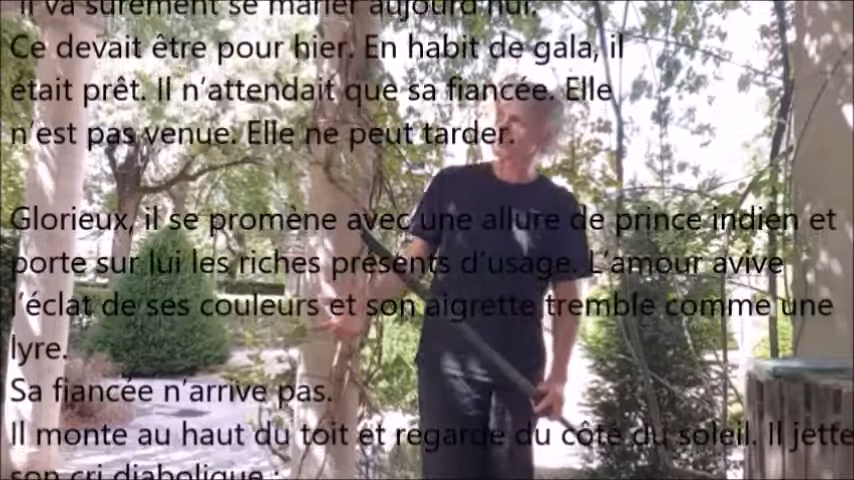 Il va sûrement se marier aujourd'hui.
Ce devait être pour hier. En habit de gala, il
était prêt. Il n'attendait que sa fiancée. Elle
n'est pas venue. Elle ne peut tarder.
Glorieux, il se promène avec une allure de prince indien et
porte sur lui les riches présents d'usage. L'amour avive
l'éclat de ses couleurs et son aigrette tremble comme une
lyre.
Sa fiancée n'arrive pas.
Il monte au haut du toit et regarde du côté du soleil. Il jette
son cri diabolique :